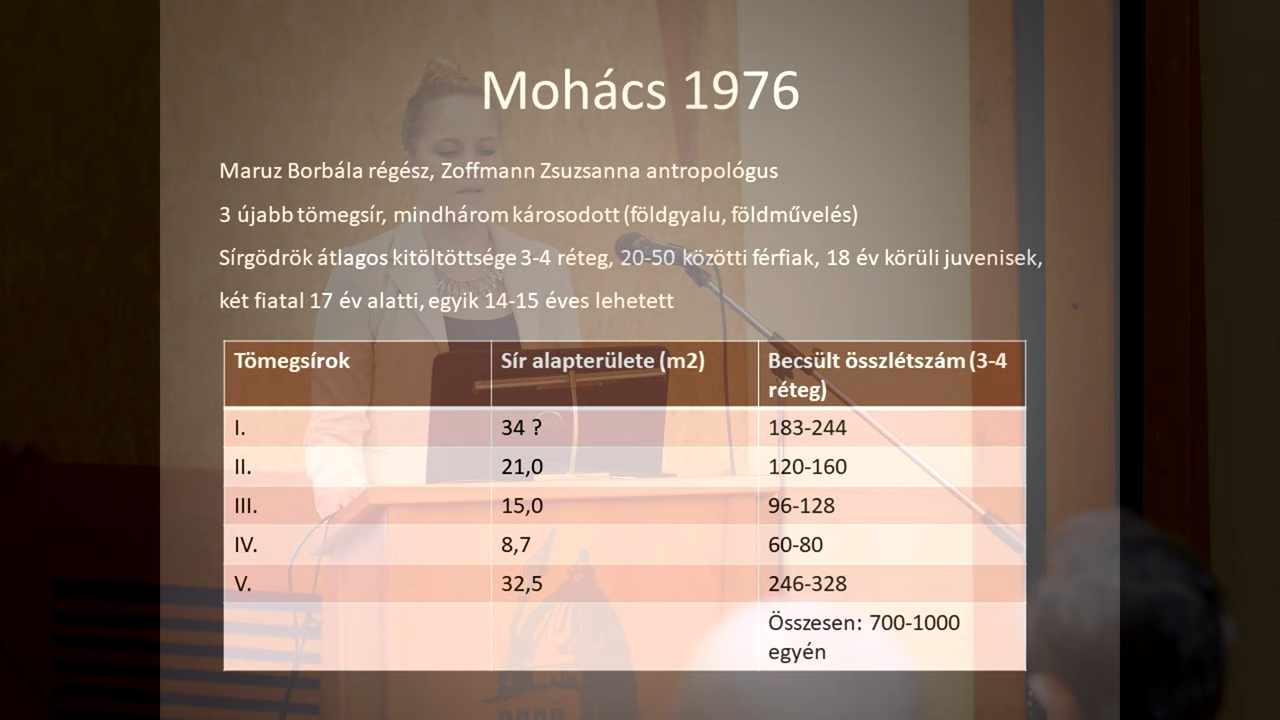 Mohács 1976
Maruz Borbála régész, Zoffmann Zsuzsanna antropológus
3 újabb tömegsír, mindhárom károsodott (földgyalu, földművelés)
Sírgödrök átlagos kitöltöttsége 3-4 réteg, 20-50 közötti férfiak, 18 év körüli juvenisek,
két fiatal 17 év alatti, egyik 14-15 éves lehetett
Tömegsírok Sír alapterülete (m2) Becsült összlétszám (3-4
réteg)
I. 34 ? 183-244
II. 21,0 120-160
III. 15,0 96-128
IV. 8,7 60-80
V. 32,5 246-328
Összesen: 700-1000
egyén